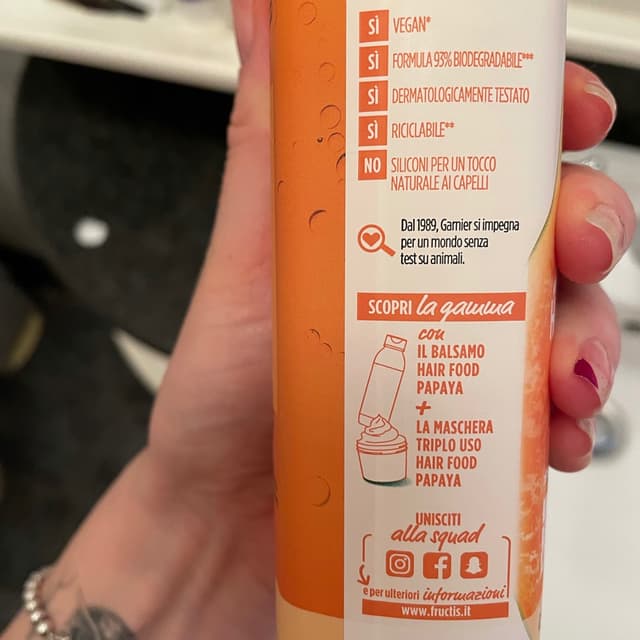 SÌ VEGAN*
SÌ FORMULA 93% BIODEGRADABILE***
SÌ DERMATOLOGICAMENTE TESTATO
SÌ RICICLABILE**
NO SILICONI PER UN TOCCO
NATURALE AI CAPELLI
Dal 1989, Garnier si impegna
per un mondo senza
test su animali.
SCOPRI la gamma
con
IL BALSAMO
HAIR FOOD
PAPAYA
+
LA MASCHERA
TRIPLO USO
HAIR FOOD
PAPAYA
UNISCITI
alla squad
e per ulteriori informazioni
www.fructis.it